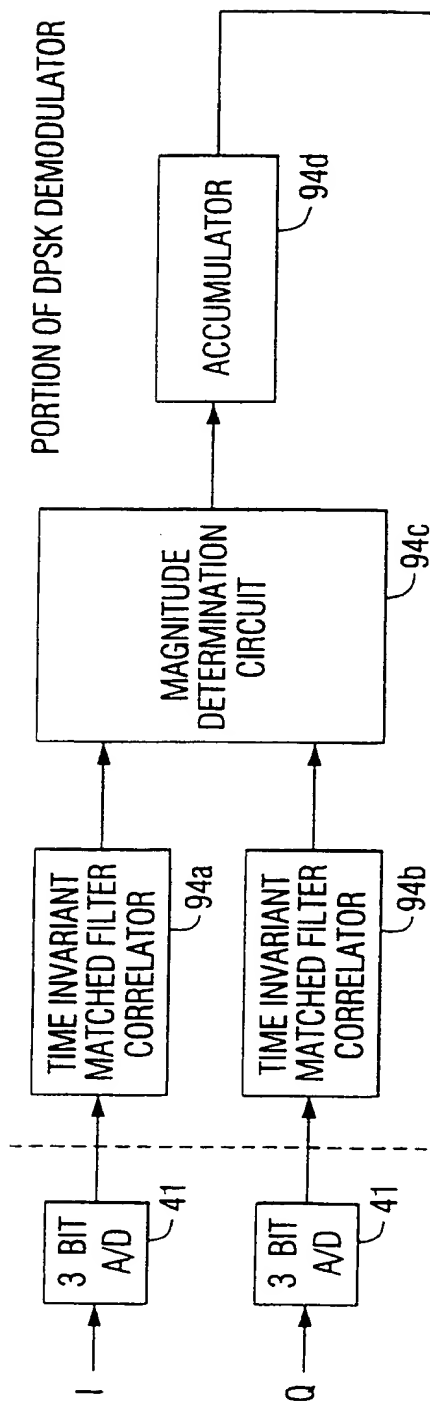 PORTION OF DPSK DEMODULATOR
I
3 BIT
A/D
41
TIME INVARIANT
MATCHED FILTER
CORRELATOR
94a
MAGNITUDE
DETERMINATION
CIRCUIT
94c
ACCUMULATOR
94d
Q
3 BIT
A/D
41
TIME INVARIANT
MATCHED FILTER
CORRELATOR
94b